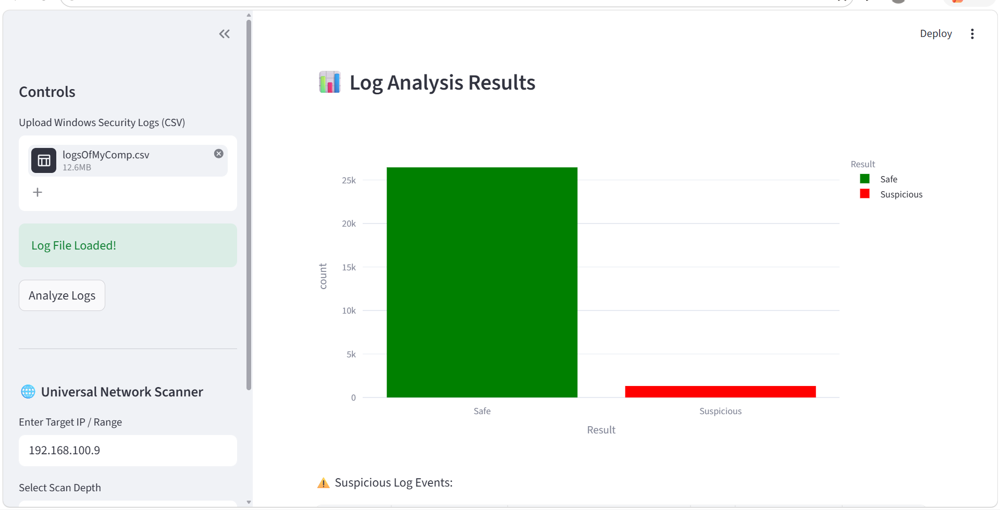 Deploy
Controls
Upload Windows Security Logs (CSV)
logsOfMyComp.csv
12.6MB
Log File Loaded!
Analyze Logs
Universal Network Scanner
Enter Target IP / Range
192.168.100.9
Select Scan Depth
Log Analysis Results
Result
Safe
Suspicious
25k
20k
15k
10k
5k
0
count
Safe
Suspicious
Result
Suspicious Log Events: